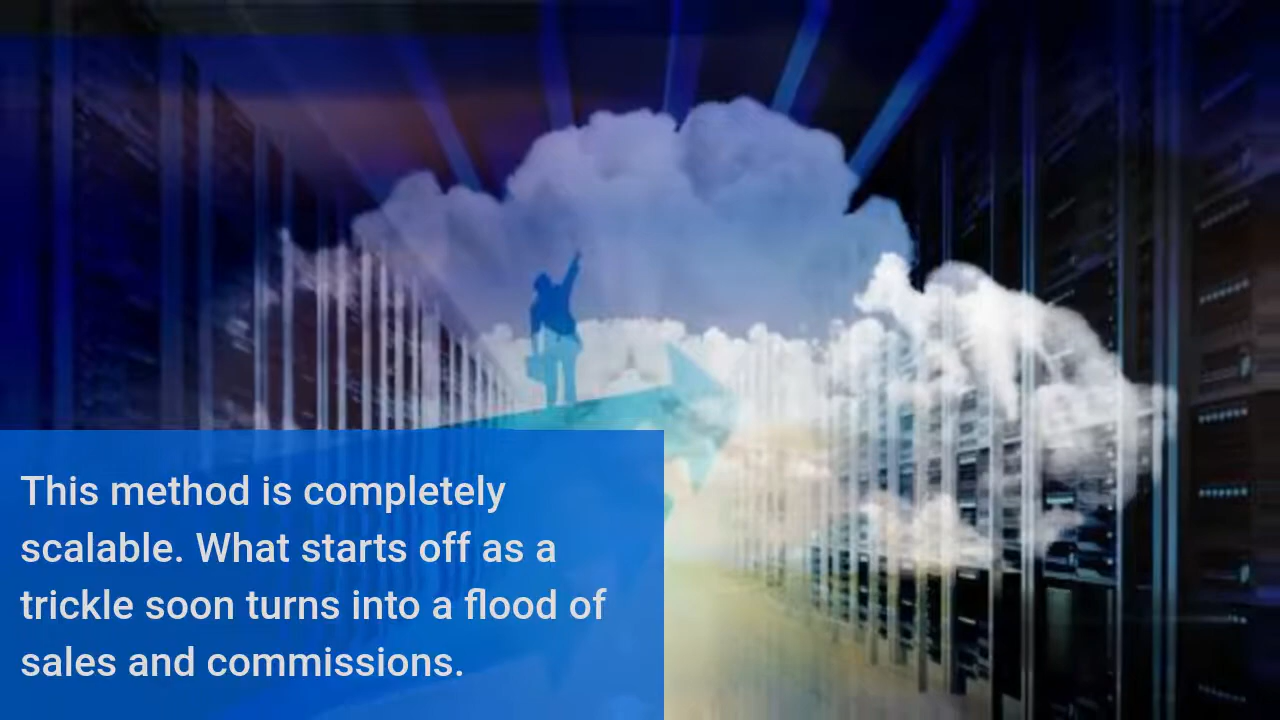 This method is completely
scalable. What starts off as a
trickle soon turns into a flood of
sales and commissions.